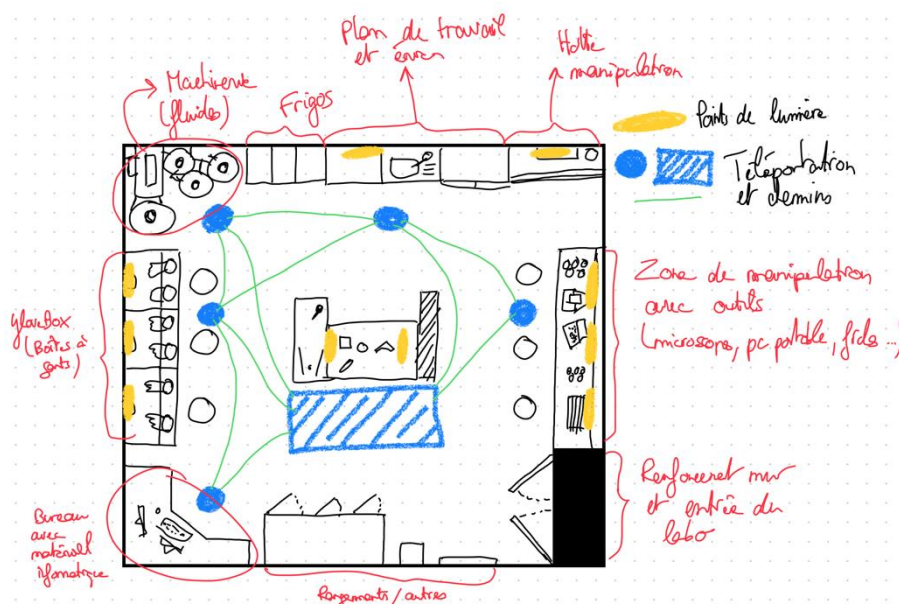 Machinerie
(fluides)
Frigos
Plan de travail
et évier
Hotte
manipulation
Points de lumière
Téléportation
et chemins
Glovebox
(Boîtes à
gants)
Zone de manipulation
avec outils
(microscope, pc portable, fioles ...)
Bureau
avec
matériel
informatique
Renfoncement mur
et entrée du
labo
Rangements / autres